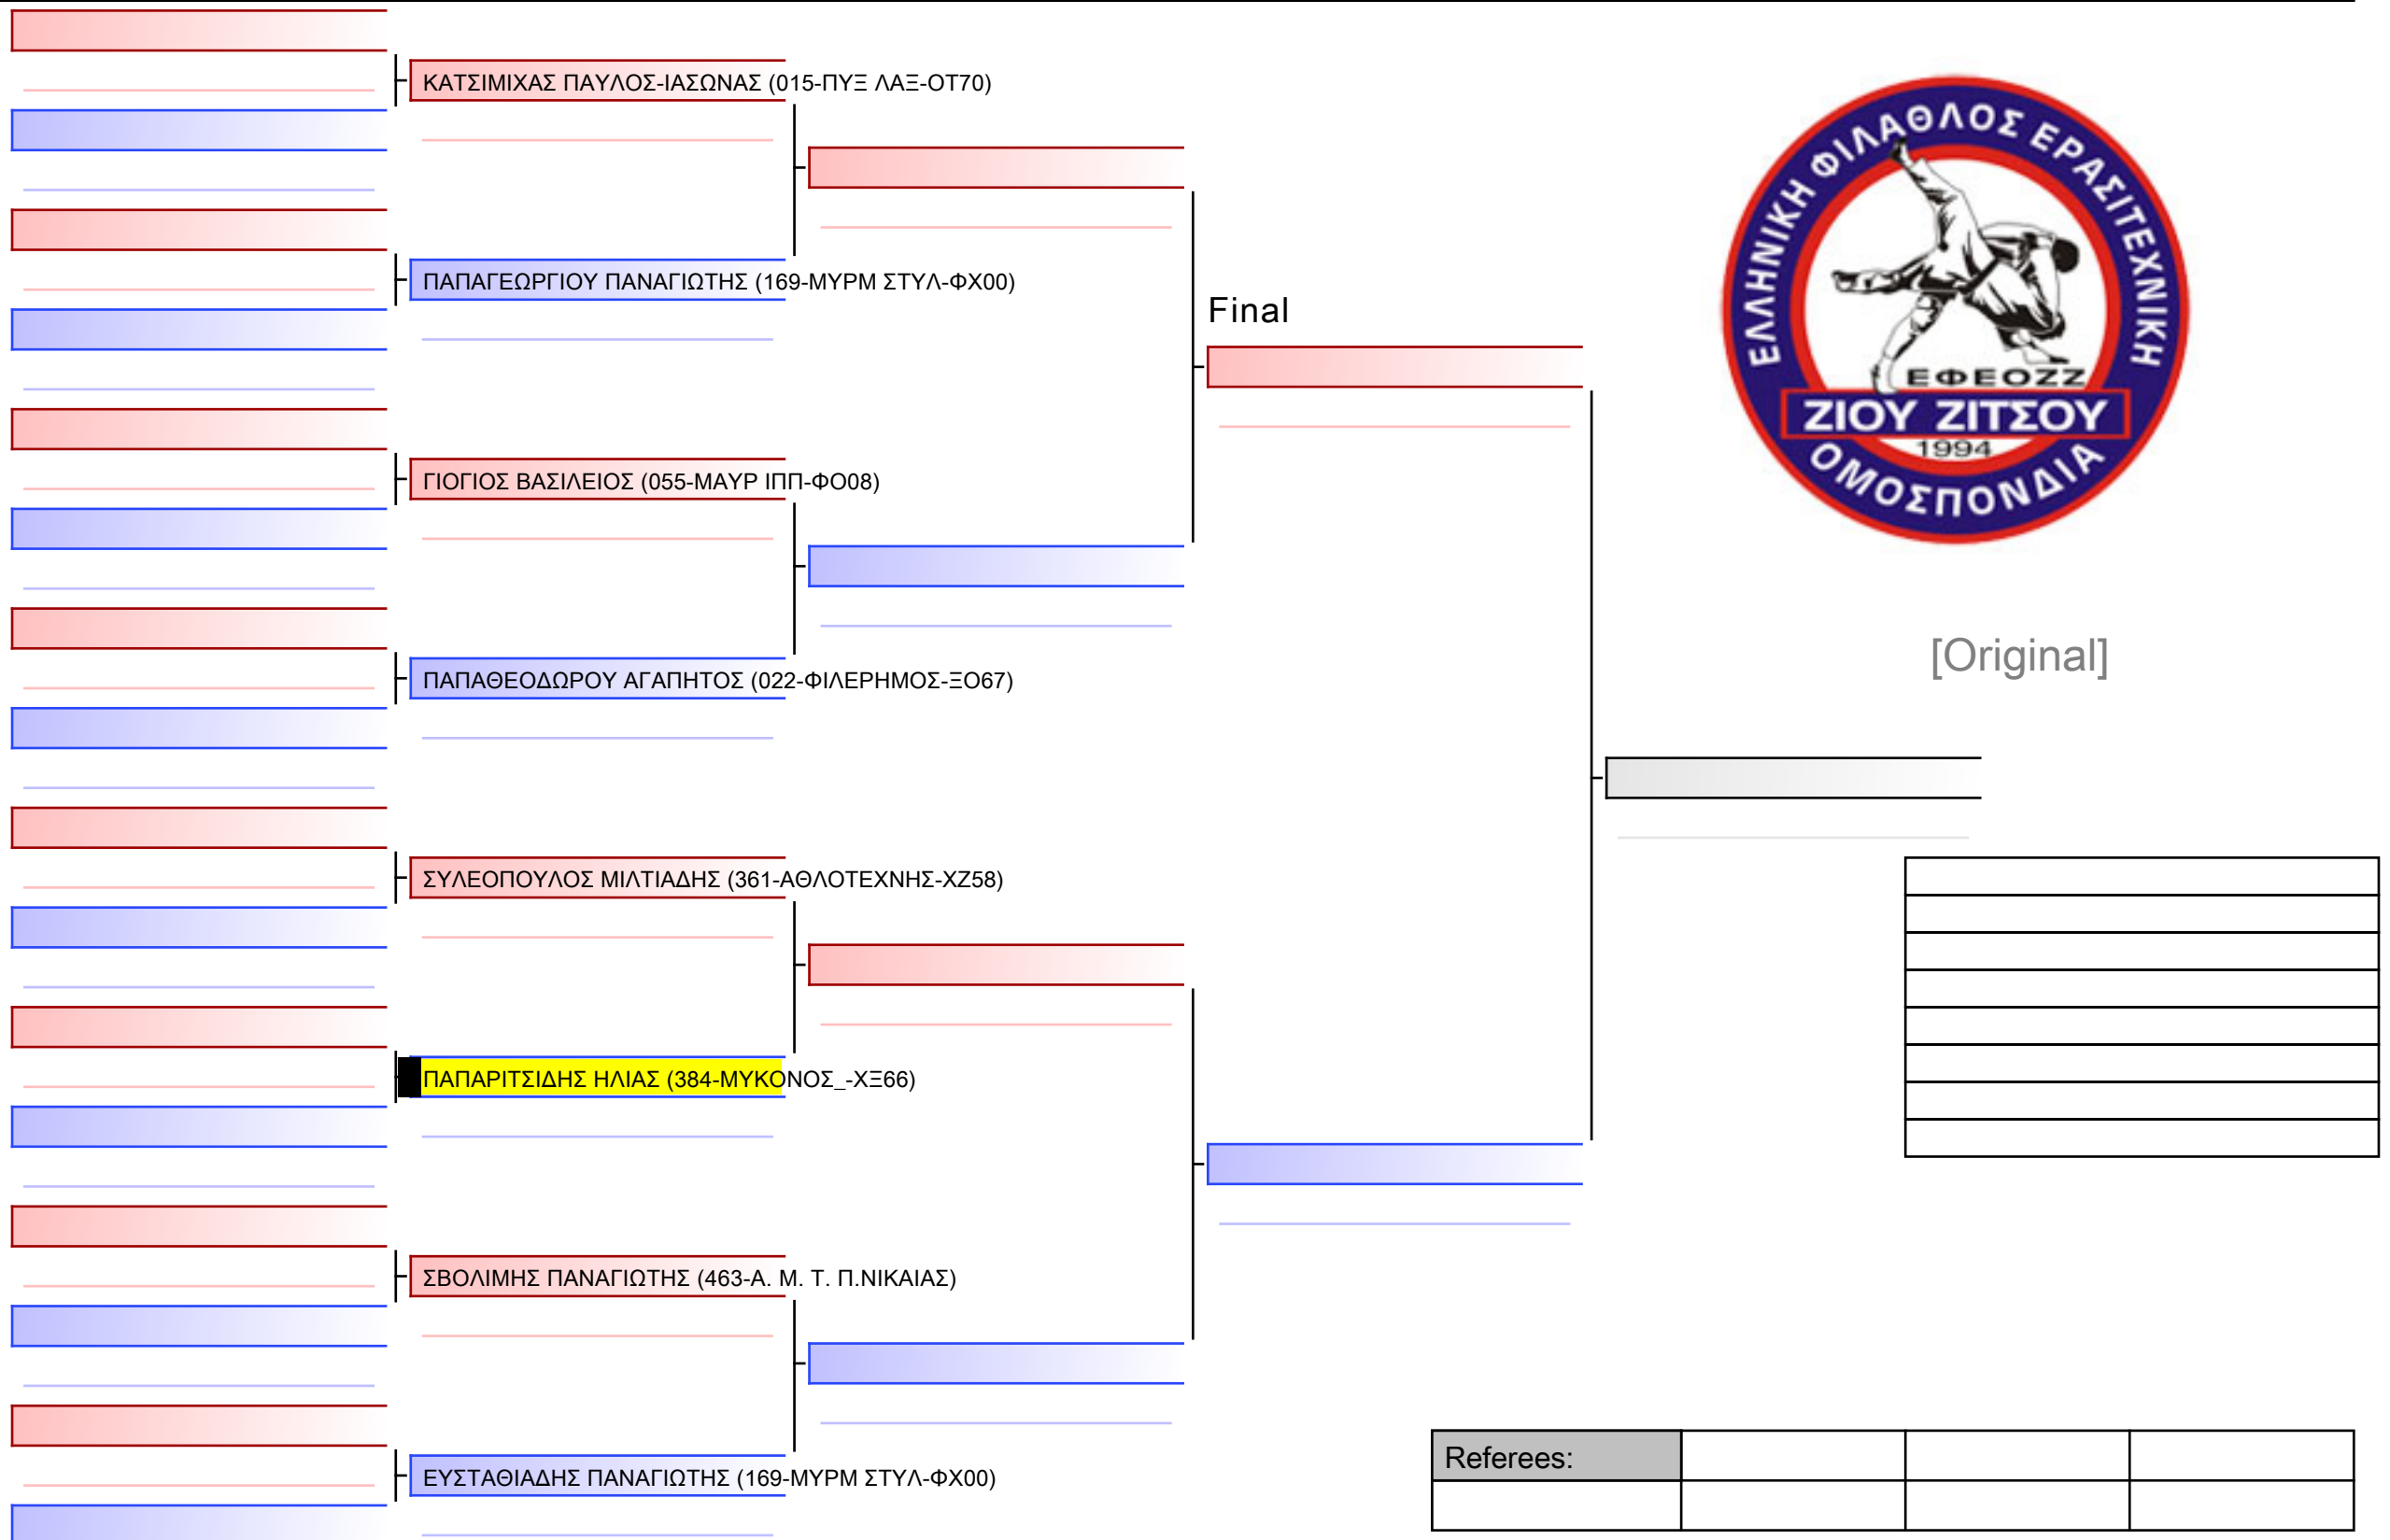 ΚΑΤΣΙΜΙΧΑΣ ΠΑΥΛΟΣ-ΙΑΣΩΝΑΣ (015-ΠΥΞ ΛΑΞ-ΟΤ70)
ΠΑΠΑΓΕΩΡΓΙΟΥ ΠΑΝΑΓΙΩΤΗΣ (169-ΜΥΡΜ ΣΤΥΛ-ΦΧ00)
Final
ΓΙΟΓΙΟΣ ΒΑΣΙΛΕΙΟΣ (055-ΜΑΥΡ ΙΠΠ-ΦΟ08)
ΠΑΠΑΘΕΟΔΩΡΟΥ ΑΓΑΠΗΤΟΣ (022-ΦΙΛΕΡΗΜΟΣ-ΞΟ67)
ΣΥΛΕΟΠΟΥΛΟΣ ΜΙΛΤΙΑΔΗΣ (361-ΑΘΛΟΤΕΧΝΗΣ-ΧΖ58)
ΠΑΠΑΡΙΤΣΙΔΗΣ ΗΛΙΑΣ (384-ΜΥΚΟΝΟΣ_-ΧΞ66)
ΣΒΟΛΙΜΗΣ ΠΑΝΑΓΙΩΤΗΣ (463-Α. Μ. Τ. Π.ΝΙΚΑΙΑΣ)
ΕΥΣΤΑΘΙΑΔΗΣ ΠΑΝΑΓΙΩΤΗΣ (169-ΜΥΡΜ ΣΤΥΛ-ΦΧ00)
ΕΛΛΗΝΙΚΗ ΦΙΛΑΘΛΟΣ ΕΡΑΣΙΤΕΧΝΙΚΗ
ΕΦΕΟΖΖ
ΖΙΟΥ ΖΙΤΣΟΥ
1994
ΟΜΟΣΠΟΝΔΙΑ
[Original]
Referees: